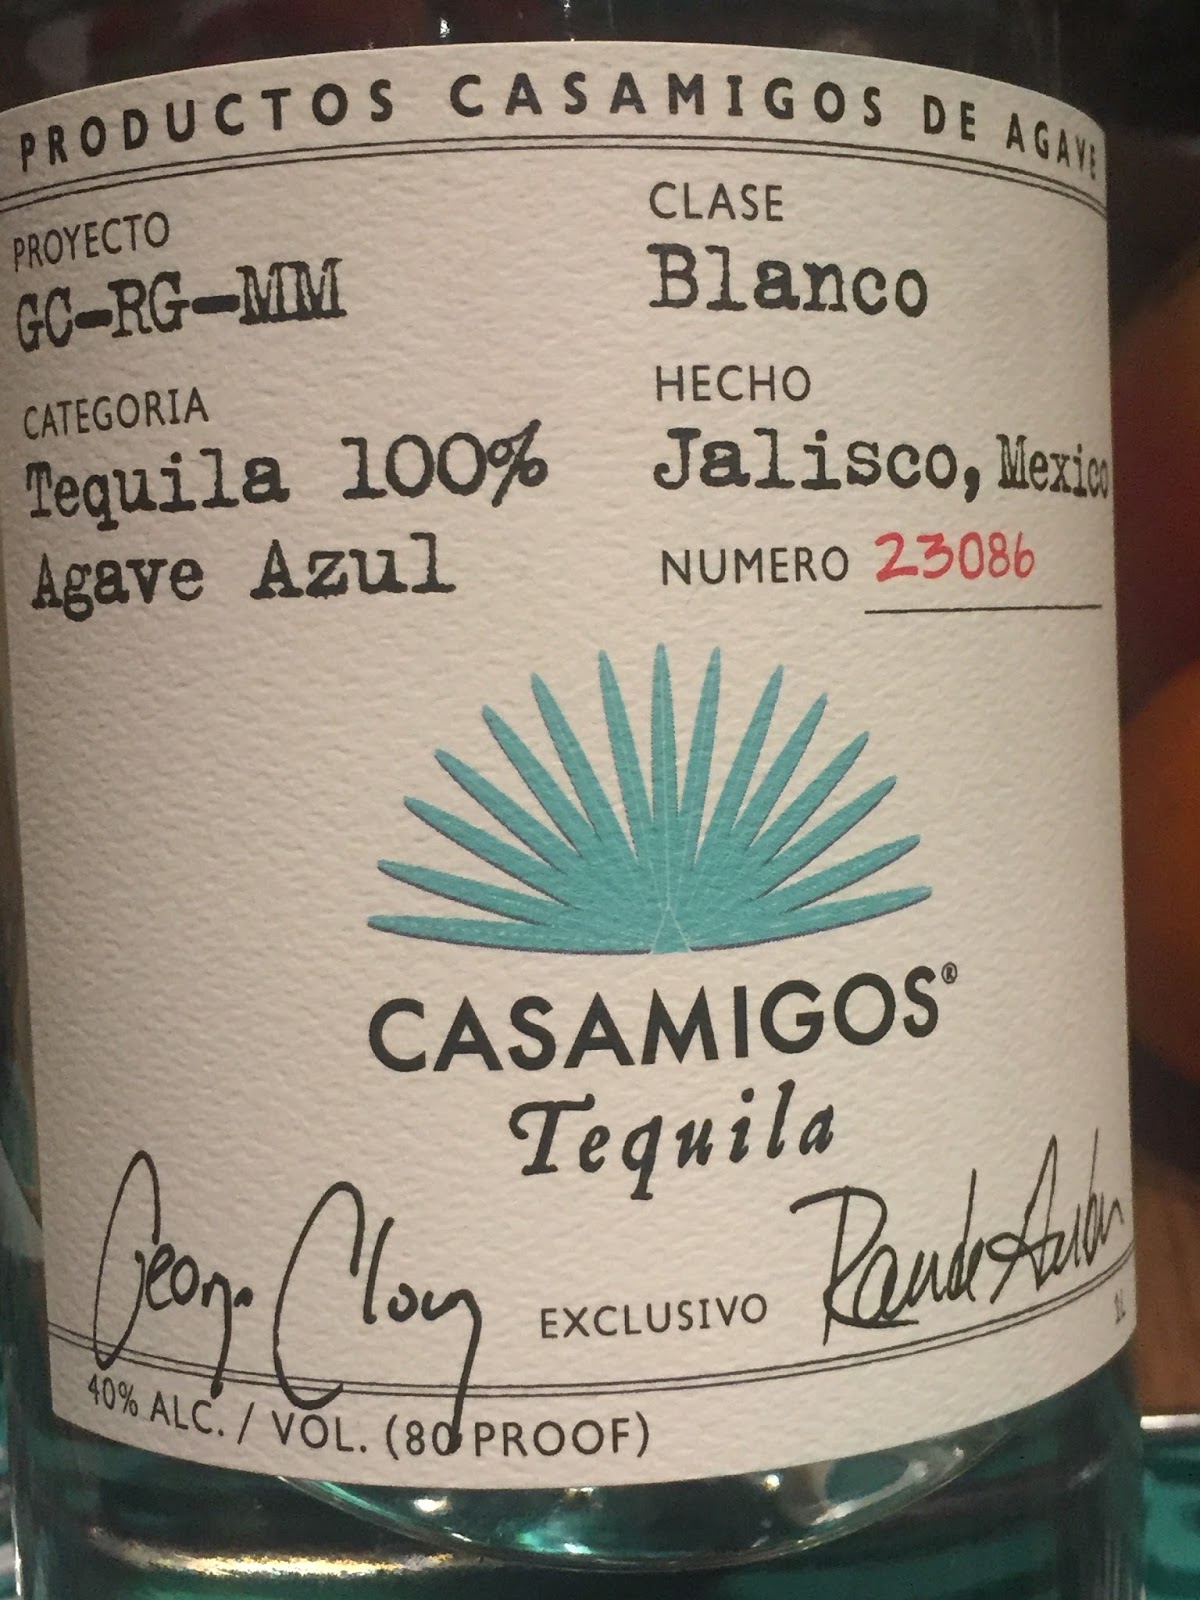 PRODUCTOS CASAMIGOS DE AGAVE
PROYECTO
GC-RG-MM
CATEGORIA
Tequila 100%
Agave Azul
CLASE
Blanco
HECHO
Jalisco, Mexico
NUMERO 23086
CASAMIGOS®
Tequila
EXCLUSIVO
1L
40% ALC. / VOL. (80 PROOF)